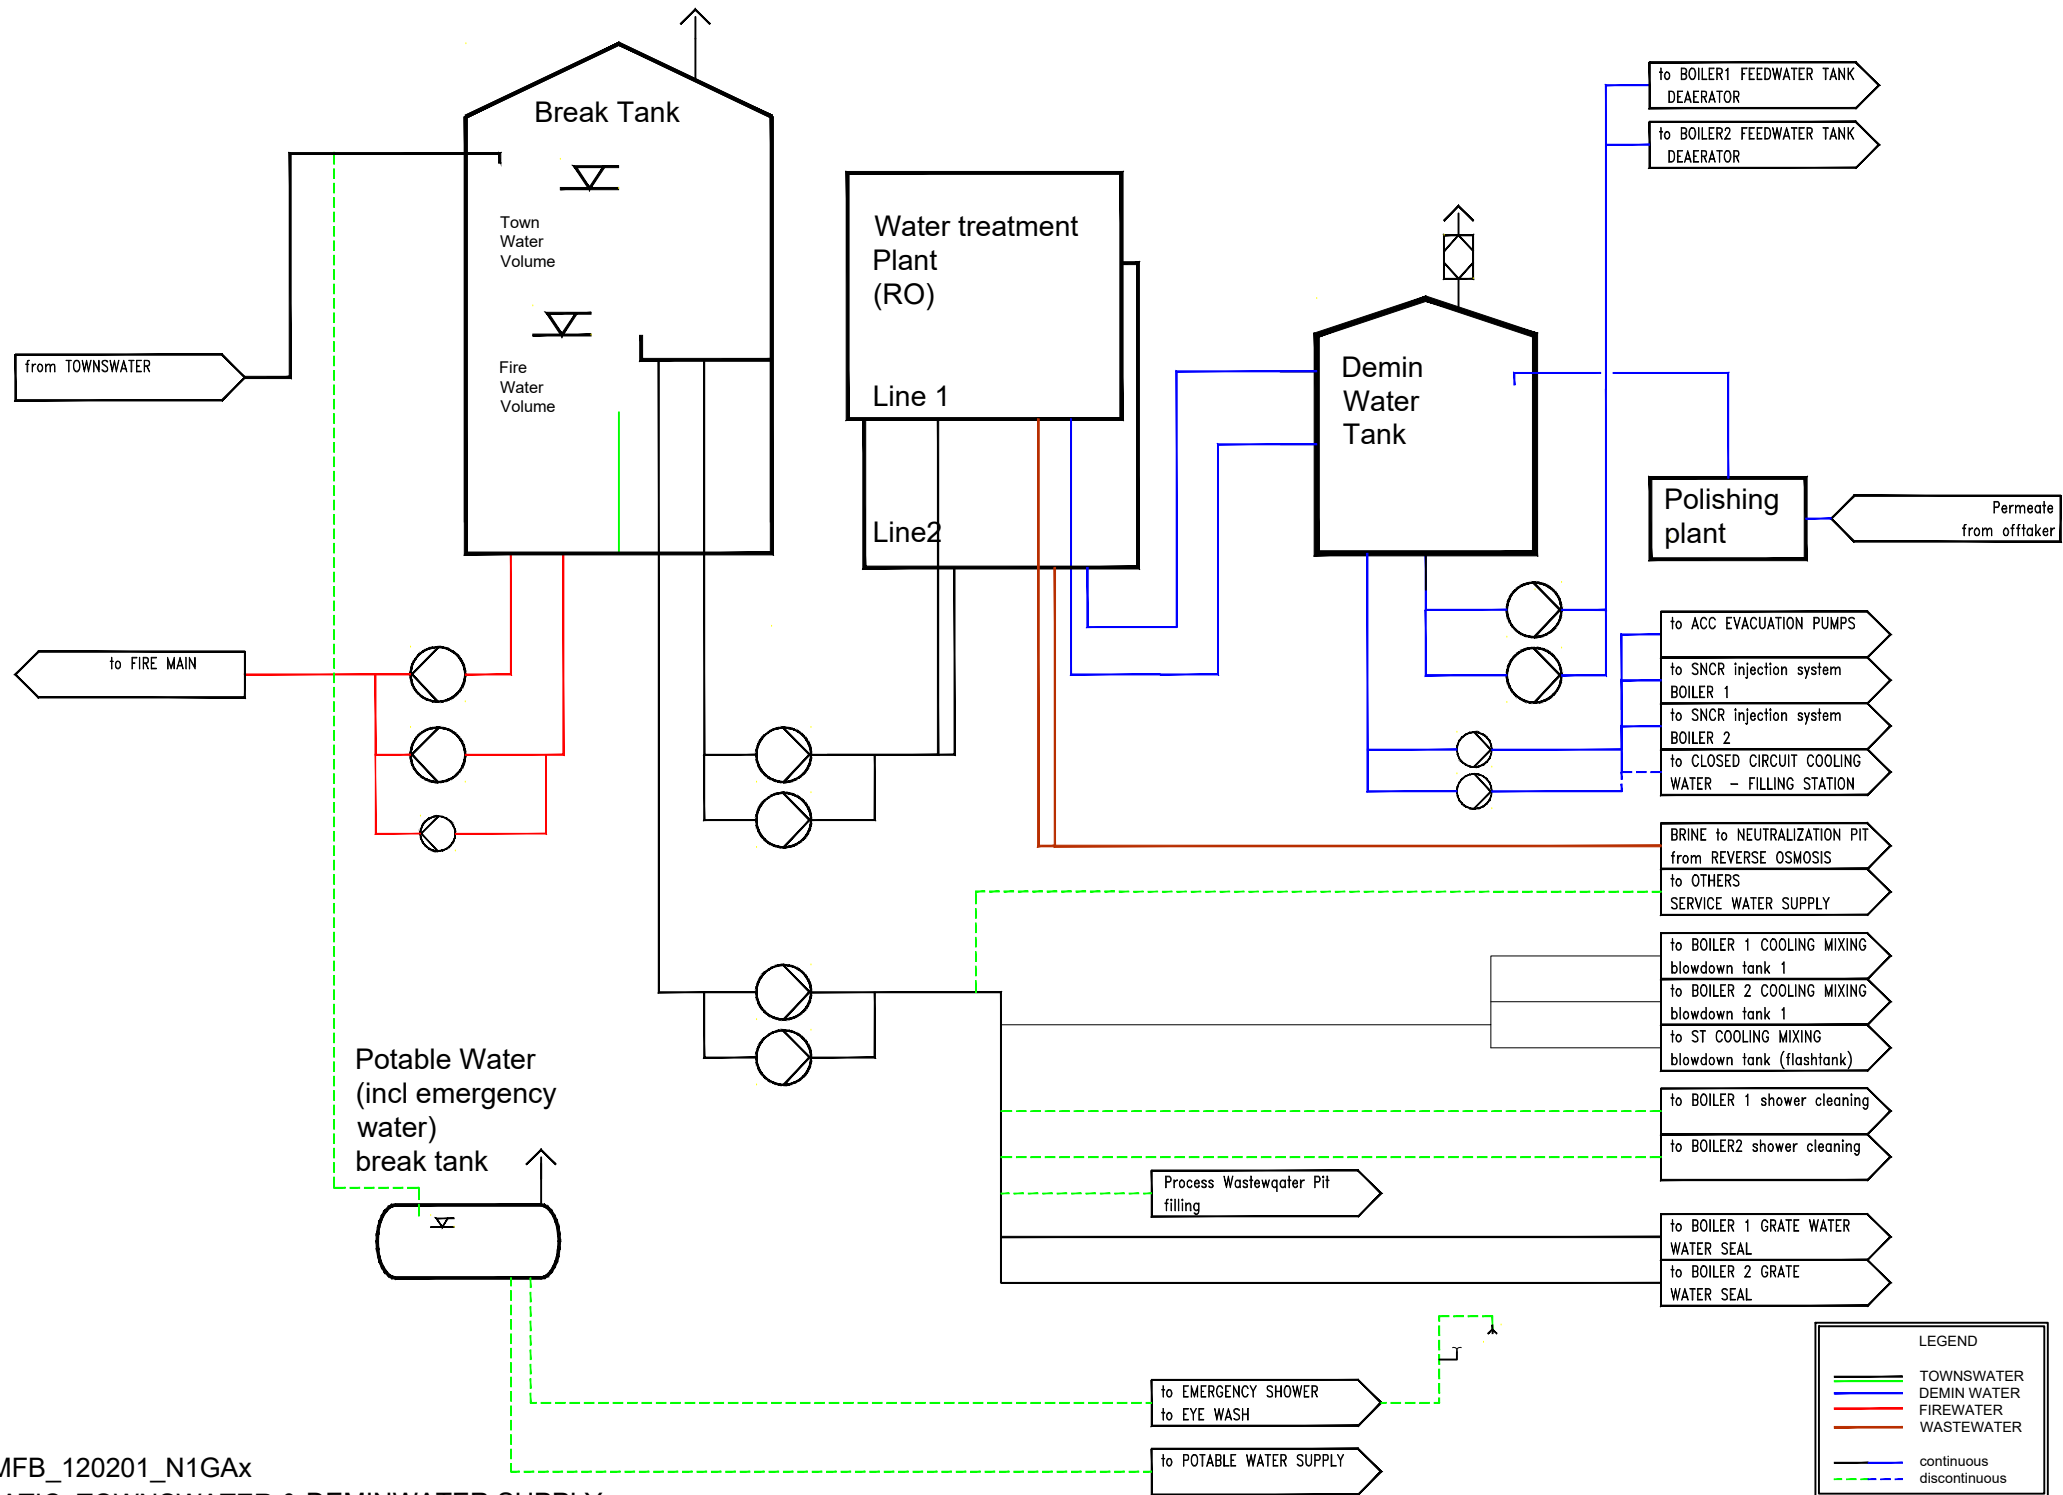 Break Tank
to BOILER1 FEEDWATER TANK
DEAERATOR
to BOILER2 FEEDWATER TANK
DEAERATOR
Town
Water
Volume
Water treatment
Plant
(RO)
from TOWNSWATER
Fire
Water
Volume
Line 1
Demin
Water
Tank
Line2
Polishing
plant
Permeate
from offtaker
to ACC EVACUATION PUMPS
to FIRE MAIN
to SNCR injection system
BOILER 1
to SNCR injection system
BOILER 2
to CLOSED CIRCUIT COOLING
WATER - FILLING STATION
BRINE to NEUTRALIZATION PIT
from REVERSE OSMOSIS
to OTHERS
SERVICE WATER SUPPLY
to BOILER 1 COOLING MIXING
blowdown tank 1
to BOILER 2 COOLING MIXING
blowdown tank 1
to ST COOLING MIXING
blowdown tank (flashtank)
Potable Water
(incl emergency
water)
break tank
to BOILER 1 shower cleaning
to BOILER2 shower cleaning
Process Wastewqater Pit
filling
to BOILER 1 GRATE WATER
WATER SEAL
to BOILER 2 GRATE
WATER SEAL
to EMERGENCY SHOWER
to EYE WASH
to POTABLE WATER SUPPLY
LEGEND
TOWNSWATER
DEMIN WATER
FIREWATER
WASTEWATER
continuous
discontinuous
MFB_120201_N1GAx
TOWNSWATER & DEMINWATER SUPPLY